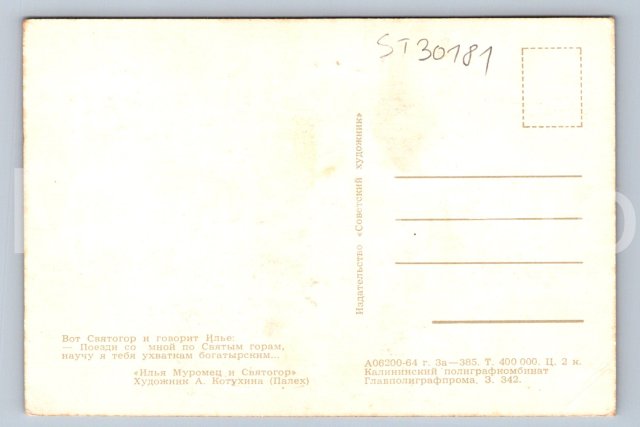 ST30181
Издательство «Советский художник»
Вот Святогор и говорит Илье:
— Поезди со мной по Святым горам,
научу я тебя ухваткам богатырским...
«Илья Муромец и Святогор»
Художник А. Котухина (Палех)
А06200-64 г. За—385. Т. 400 000. Ц. 2 к.
Калининский полиграфкомбинат
Главполиграфпрома, З. 342.